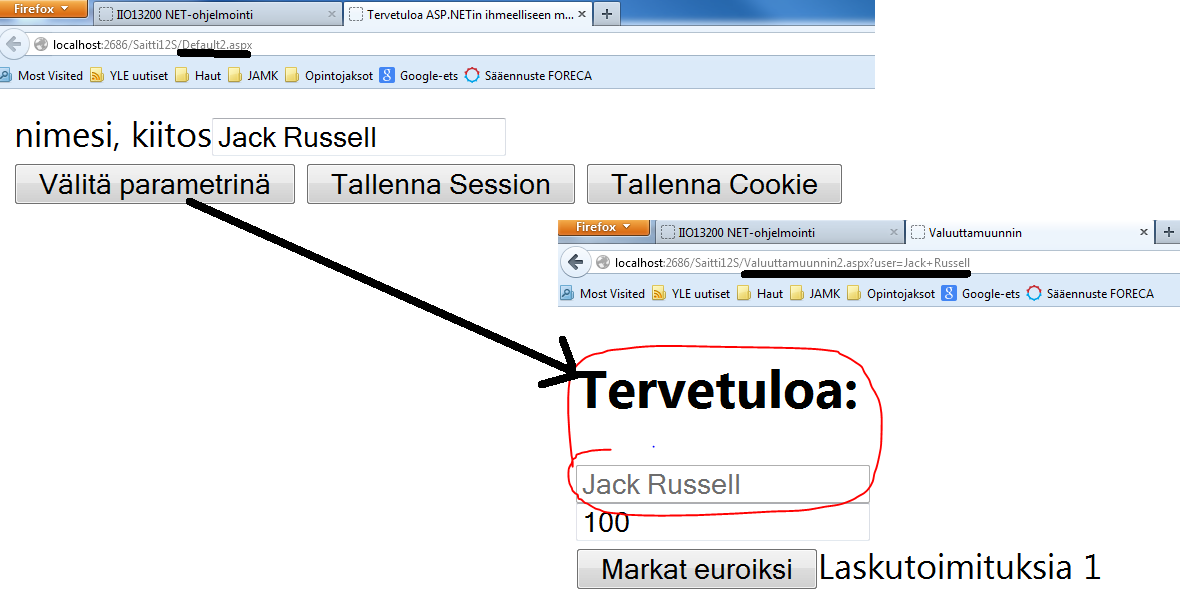 Firefox
IIO13200 NET-ohjelmointi
Tervetuloa ASP.NETin ihmeelliseen m...
localhost:2686/Saitti12S/Default2.aspx
Most Visited YLE uutiset Haut JAMK Opintojaksot Google-ets Sääennuste FORECA
nimesi, kiitos Jack Russell
Välitä parametrinä Tallenna Session Tallenna Cookie
Firefox
IIO13200 NET-ohjelmointi
Valuuttamuunnin
localhost:2686/Saitti12S/Valuuttamuunnin2.aspx?user=Jack+Russell
Most Visited YLE uutiset Haut JAMK Opintojaksot Google-ets Sääennuste FORECA
Tervetuloa:
Jack Russell
100
Markat euroiksi Laskutoimituksia 1